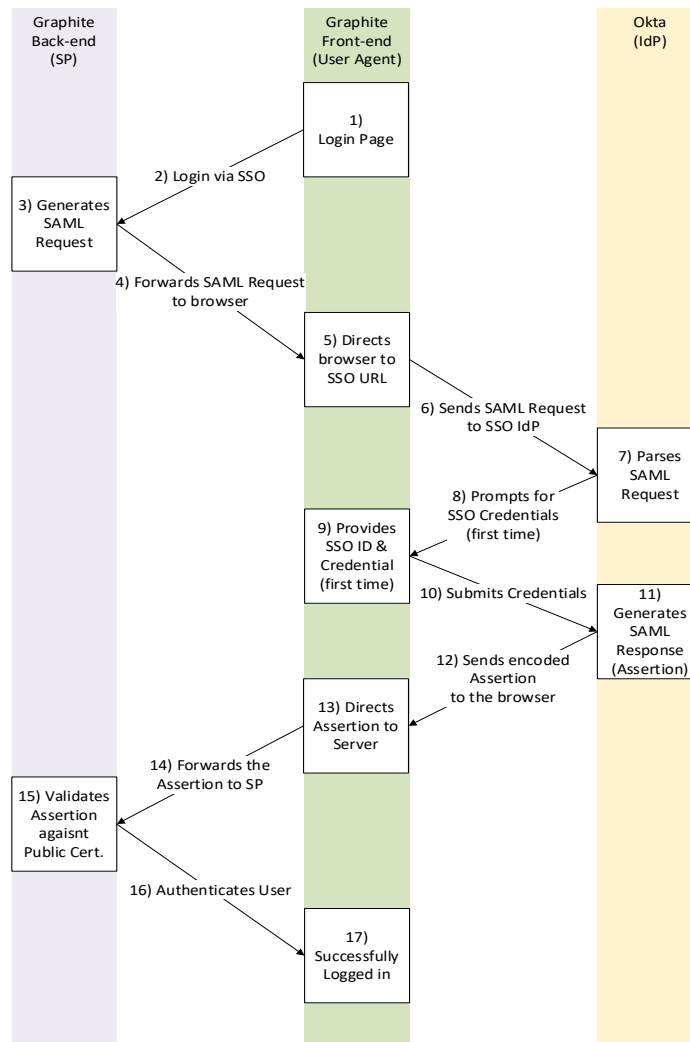 Graphite
Back-end
(SP)
Graphite
Front-end
(User Agent)
Okta
(IdP)
1)
Login Page
2) Login via SSO
3) Generates
SAML
Request
4) Forwards SAML Request
to browser
5) Directs
browser to
SSO URL
6) Sends SAML Request
to SSO IdP
7) Parses
SAML
Request
8) Prompts for
SSO Credentials
(first time)
9) Provides
SSO ID &
Credential
(first time)
10) Submits Credentials
11)
Generates
SAML
Response
(Assertion)
12) Sends encoded
Assertion
to the browser
13) Directs
Assertion to
Server
14) Forwards the
Assertion to SP
15) Validates
Assertion
agaisnt
Public Cert.
16) Authenticates User
17)
Successfully
Logged in